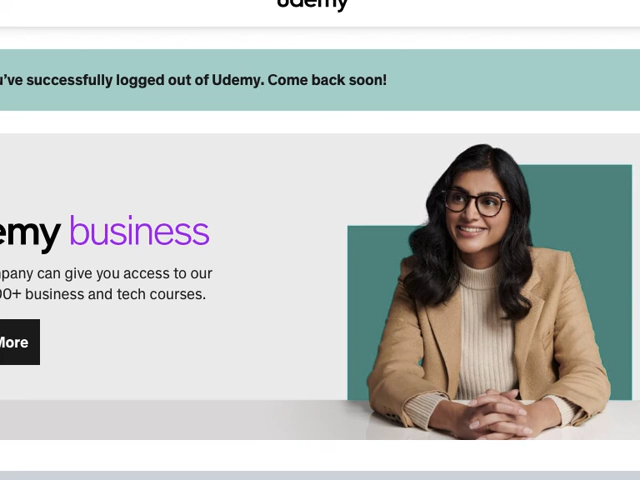 udemy
u've successfully logged out of Udemy. Come back soon!
emy business
mpany can give you access to our
00+ business and tech courses.
More